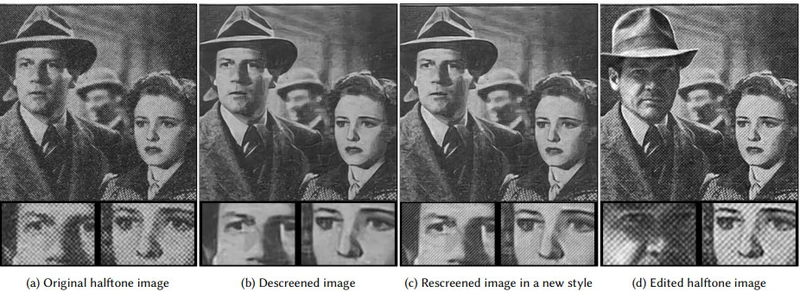 (a) Original halftone image
(b) Descreened image
(c) Rescreened image in a new style
(d) Edited halftone image